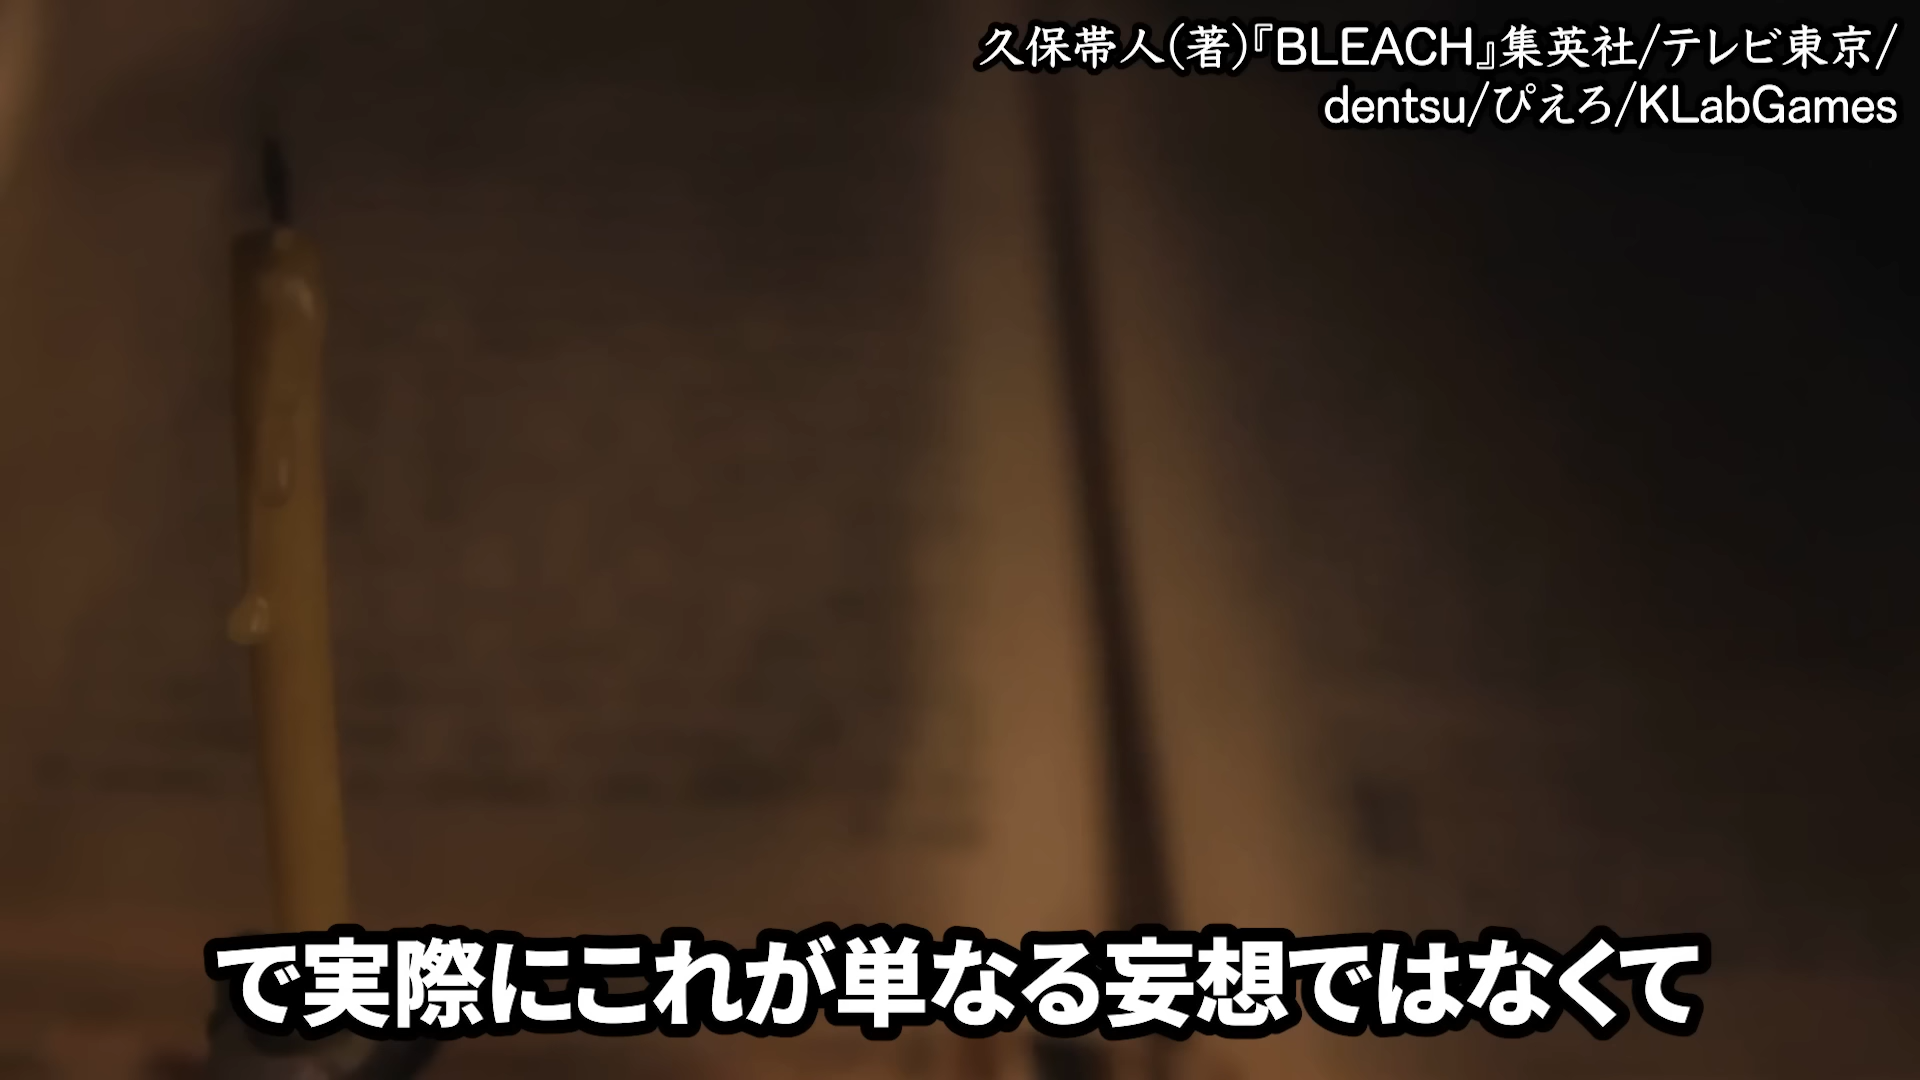 久保帯人(著)『BLEACH』集英社/テレビ東京/
dentsu/ぴえろ/KLabGames
で実際にこれが単なる妄想ではなくて